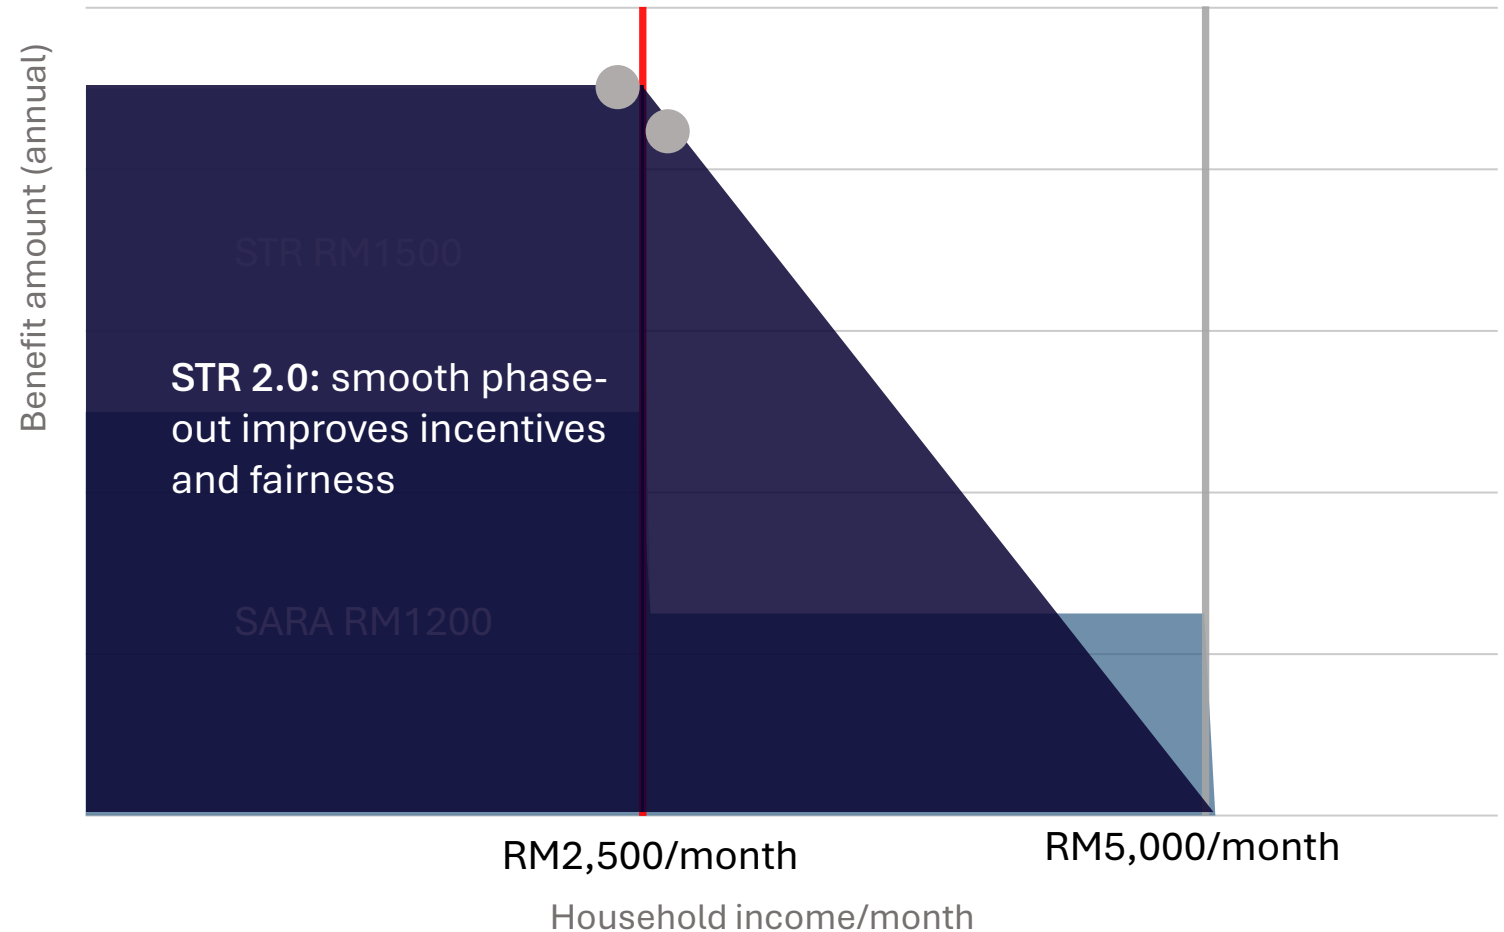 Benefit amount (annual)
STR RM1500
STR 2.0: smooth phase-
out improves incentives
and fairness
SARA RM1200
RM2,500/month
RM5,000/month
Household income/month